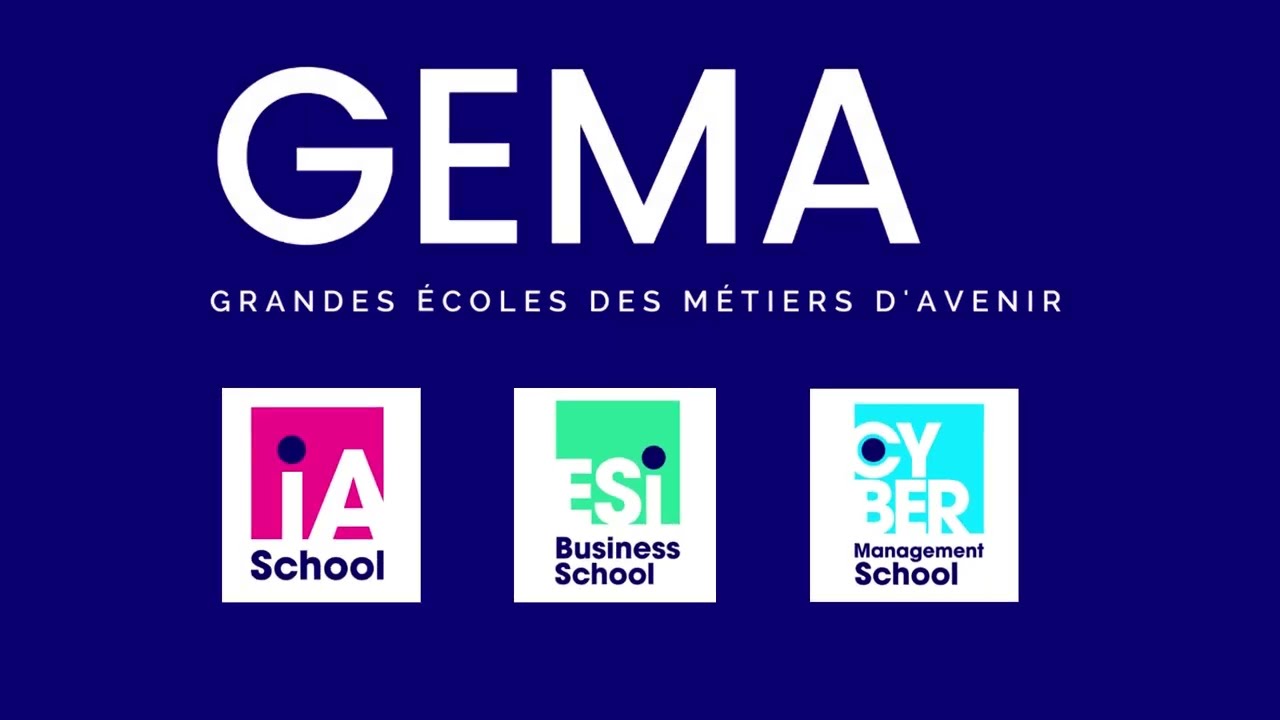 GEMA
GRANDES ÉCOLES DES MÉTIERS D'AVENIR
iA
School
ESi
Business
School
CY
BER
Management
School